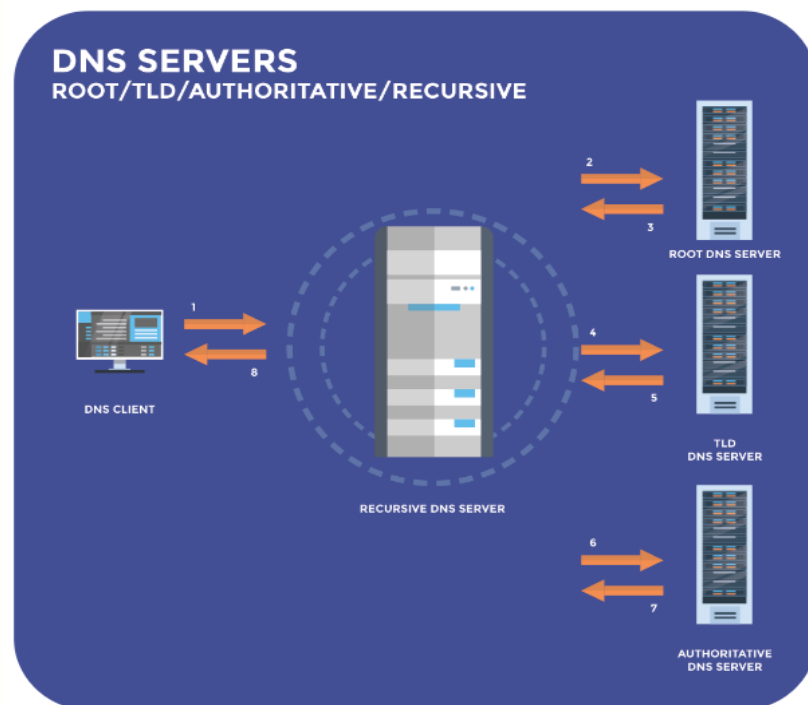 DNS SERVERS
ROOT/TLD/AUTHORITATIVE/RECURSIVE
2
3
ROOT DNS SERVER
1
8
DNS CLIENT
4
5
TLD
DNS SERVER
RECURSIVE DNS SERVER
6
7
AUTHORITATIVE
DNS SERVER